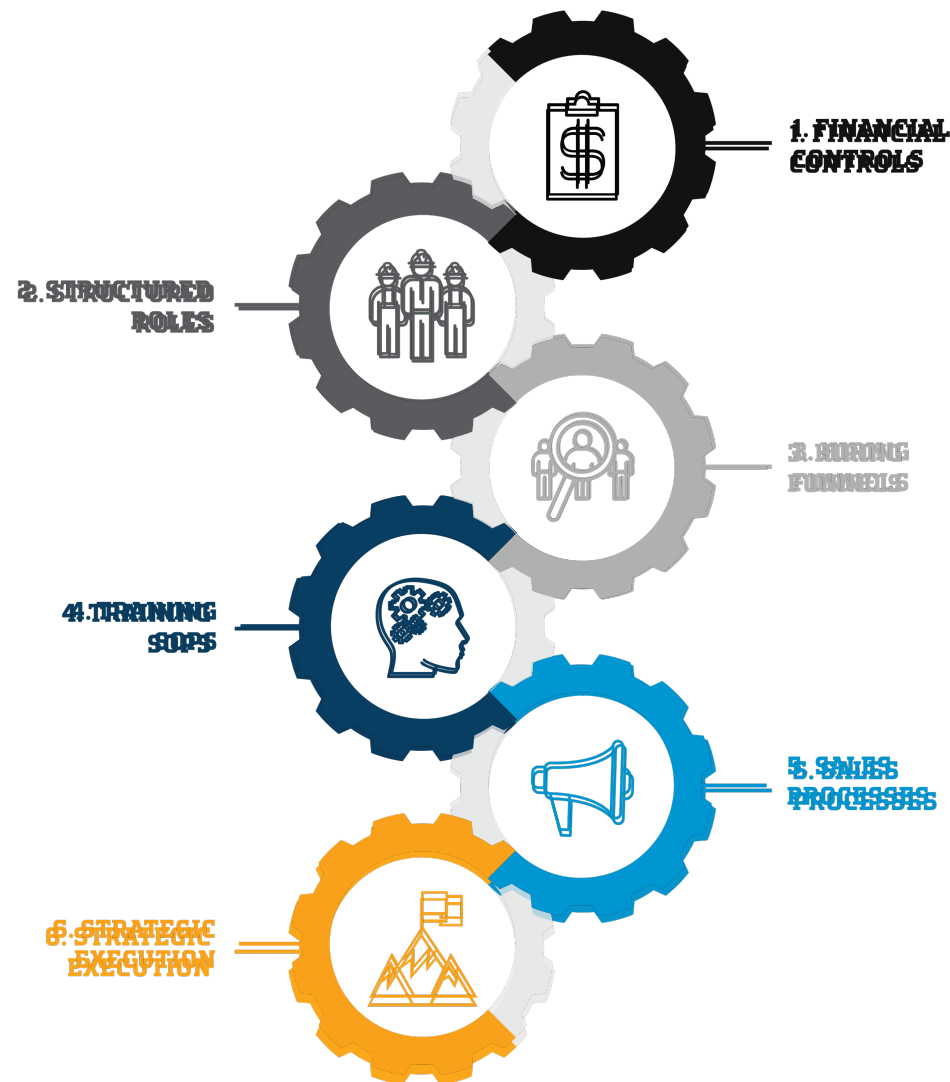 1. FINANCIAL
CONTROLS
2. STRUCTURED
ROLES
3. HIRING
FUNNELS
4. TRAINING
SOPS
5. SALES
PROCESSES
6. STRATEGIC
EXECUTION